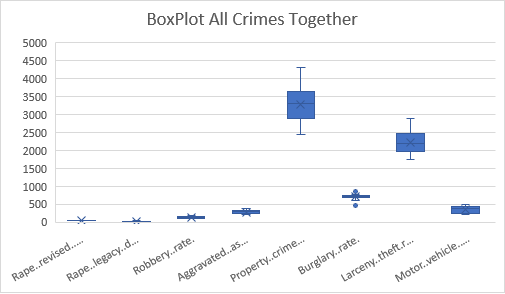 BoxPlot All Crimes Together
5000
4500
4000
3500
3000
2500
2000
1500
1000
500
0
Rape..revised.....
Rape..legacy..d...
Robbery..rate.
Aggravated..as...
Property..crime...
Burglary..rate.
Larceny..theft.r...
Motor..vehicle.....